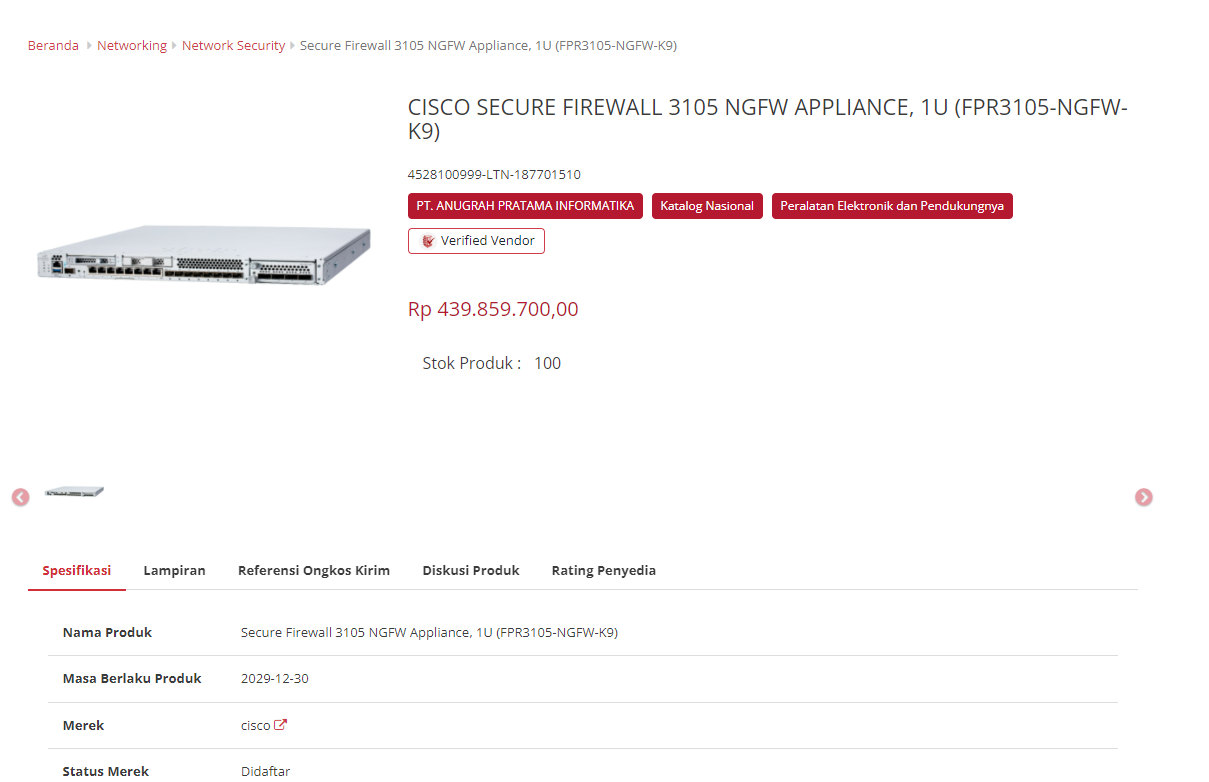 Beranda Networking Network Security Secure Firewall 3105 NGFW Appliance, 1U (FPR3105-NGFW-K9)
CISCO SECURE FIREWALL 3105 NGFW APPLIANCE, 1U (FPR3105-NGFW-
K9)
4528100999-LTN-187701510
PT. ANUGRAH PRATAMA INFORMATIKA Katalog Nasional Peralatan Elektronik dan Pendukungnya
Verified Vendor
Rp 439.859.700,00
Stok Produk : 100
Spesifikasi Lampiran Referensi Ongkos Kirim Diskusi Produk Rating Penyedia
Nama Produk Secure Firewall 3105 NGFW Appliance, 1U (FPR3105-NGFW-K9)
Masa Berlaku Produk 2029-12-30
Merek cisco
Status Merek Didaftar